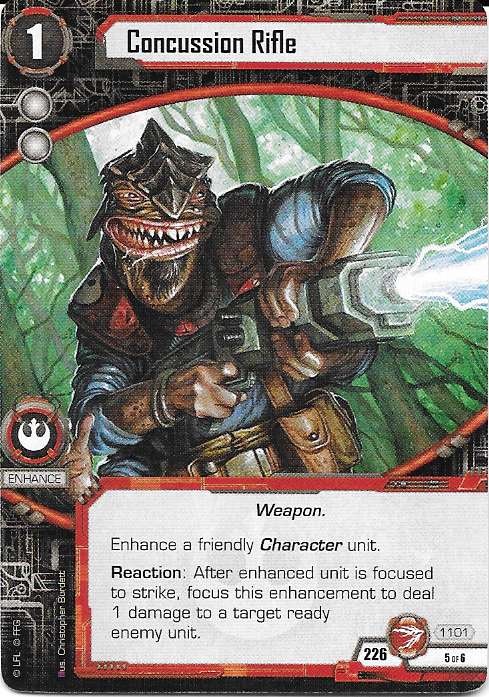 1
Concussion Rifle
ENHANCE
Weapon.
Enhance a friendly Character unit.
Reaction: After enhanced unit is focused
to strike, focus this enhancement to deal
1 damage to a target ready
enemy unit.
© LFL © FFG
Illus. Christopher Burdett
226
1101
5 OF 6